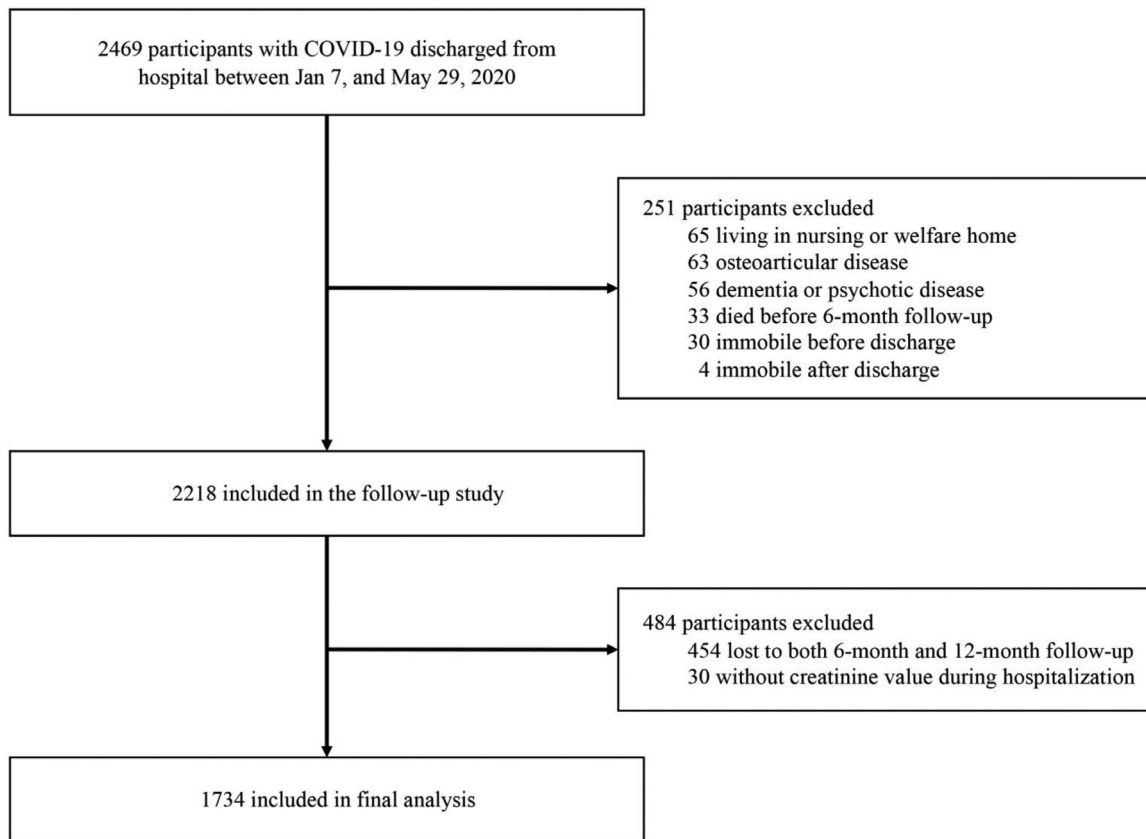 2469 participants with COVID-19 discharged from
hospital between Jan 7, and May 29, 2020
251 participants excluded
65 living in nursing or welfare home
63 osteoarticular disease
56 dementia or psychotic disease
33 died before 6-month follow-up
30 immobile before discharge
4 immobile after discharge
2218 included in the follow-up study
484 participants excluded
454 lost to both 6-month and 12-month follow-up
30 without creatinine value during hospitalization
1734 included in final analysis